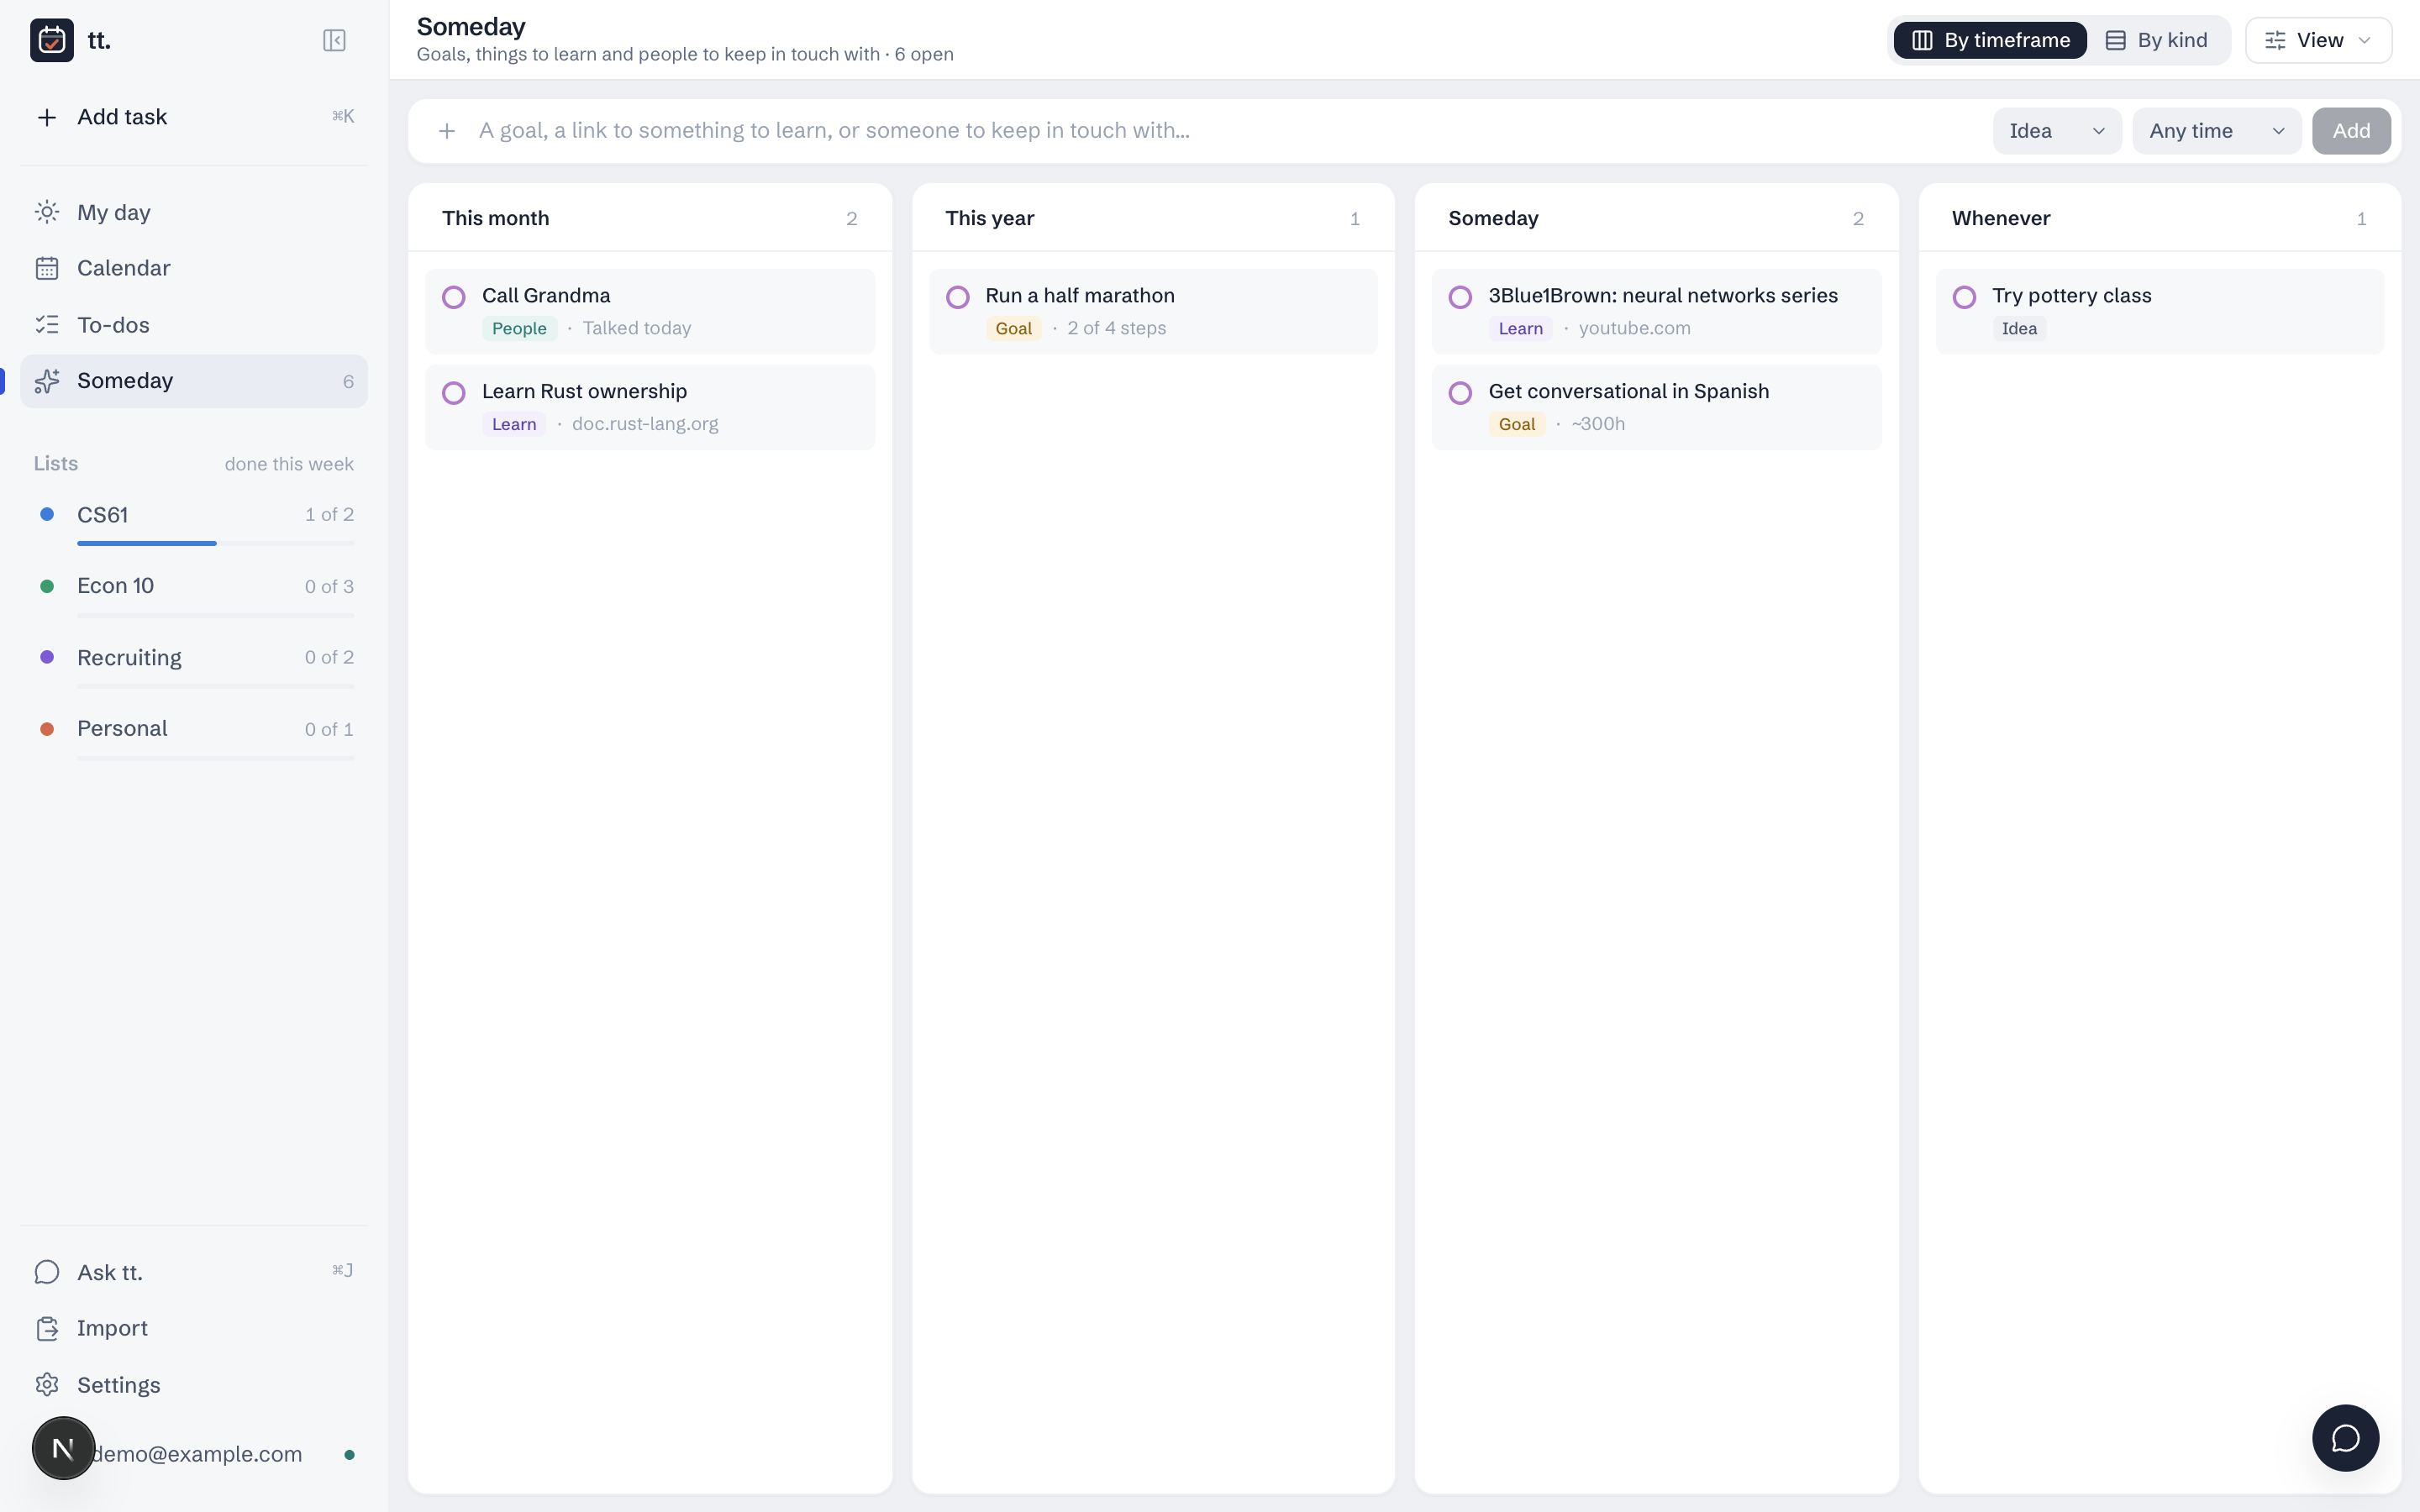 tt.
Add task ⌘K
My day
Calendar
To-dos
Someday 6
Lists done this week
CS61 1 of 2
Econ 10 0 of 3
Recruiting 0 of 2
Personal 0 of 1
Ask tt. ⌘J
Import
Settings
N demo@example.com
Someday
Goals, things to learn and people to keep in touch with · 6 open
By timeframe By kind View
A goal, a link to something to learn, or someone to keep in touch with... Idea Any time Add
This month 2
Call Grandma
People · Talked today
Learn Rust ownership
Learn · doc.rust-lang.org
This year 1
Run a half marathon
Goal · 2 of 4 steps
Someday 2
3Blue1Brown: neural networks series
Learn · youtube.com
Get conversational in Spanish
Goal · ~300h
Whenever 1
Try pottery class
Idea